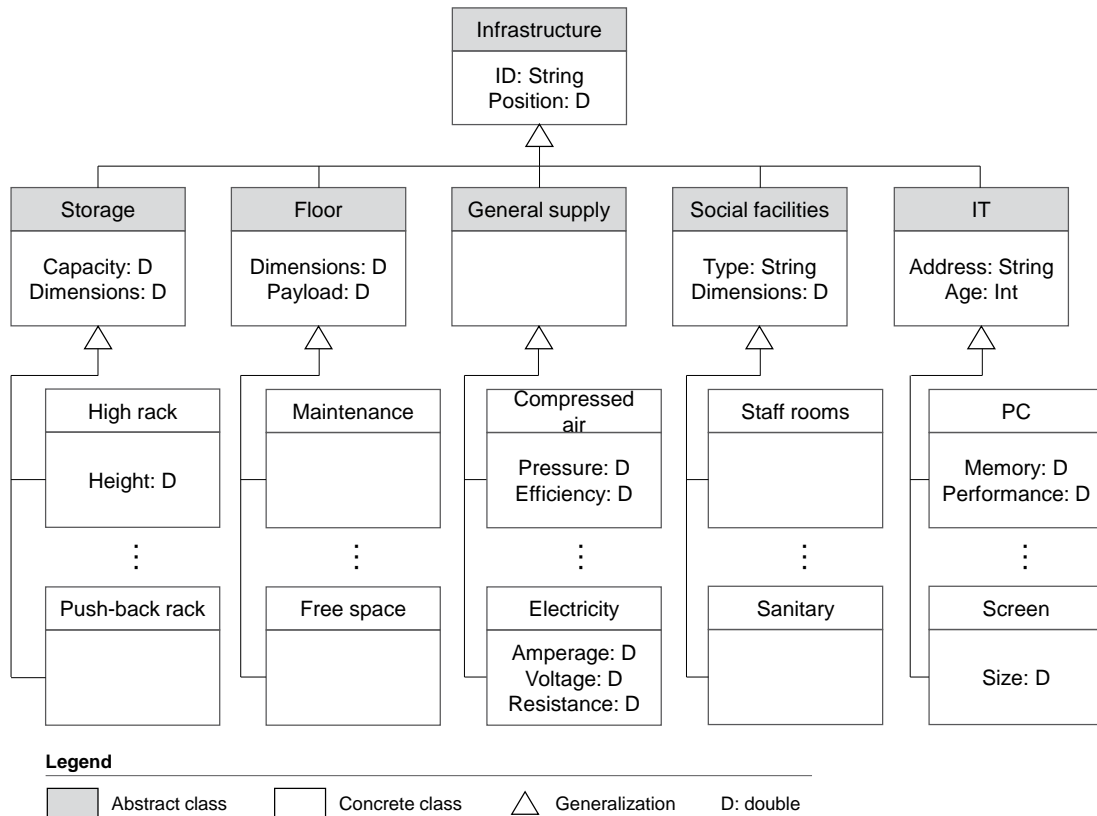 Infrastructure
ID: String
Position: D
Storage
Capacity: D
Dimensions: D
Floor
Dimensions: D
Payload: D
General supply
Social facilities
Type: String
Dimensions: D
IT
Address: String
Age: Int
High rack
Height: D
Maintenance
Compressed
air
Pressure: D
Efficiency: D
Staff rooms
PC
Memory: D
Performance: D
Push-back rack
Free space
Electricity
Amperage: D
Voltage: D
Resistance: D
Sanitary
Screen
Size: D
Legend
Abstract class
Concrete class
Generalization
D: double